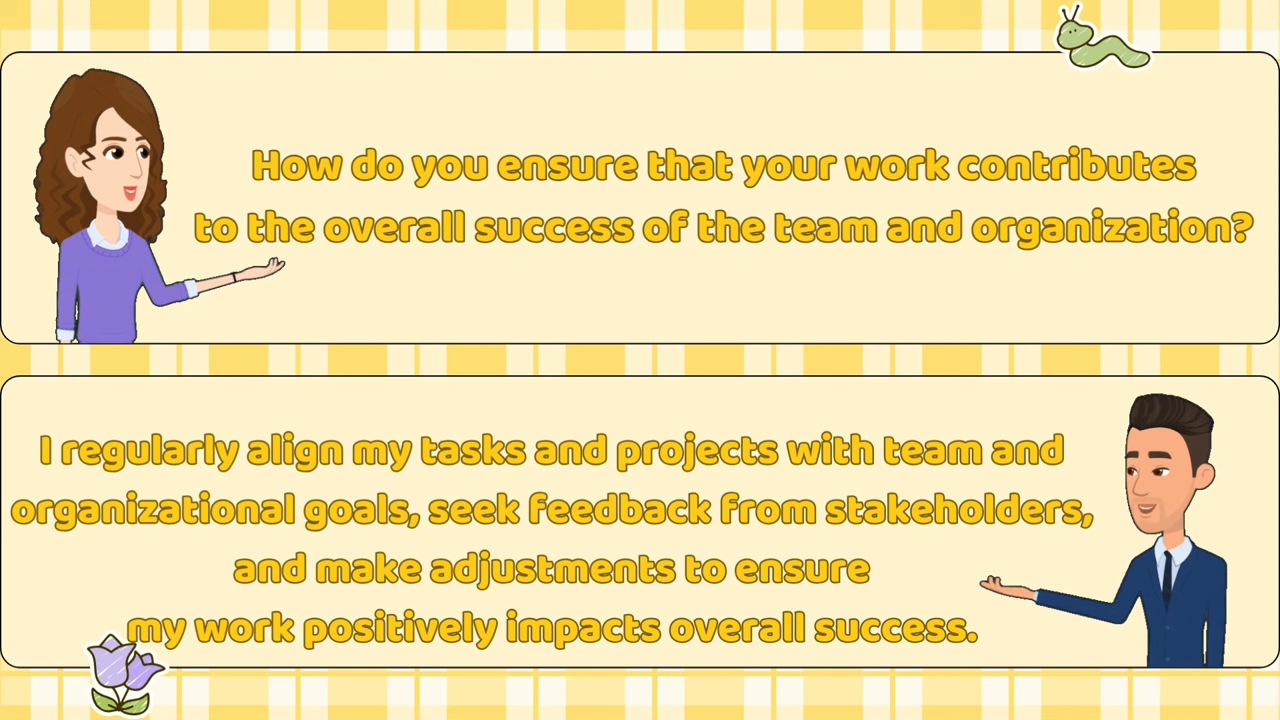 How do you ensure that your work contributes
to the overall success of the team and organization?
I regularly align my tasks and projects with team and
organizational goals, seek feedback from stakeholders,
and make adjustments to ensure
my work positively impacts overall success.